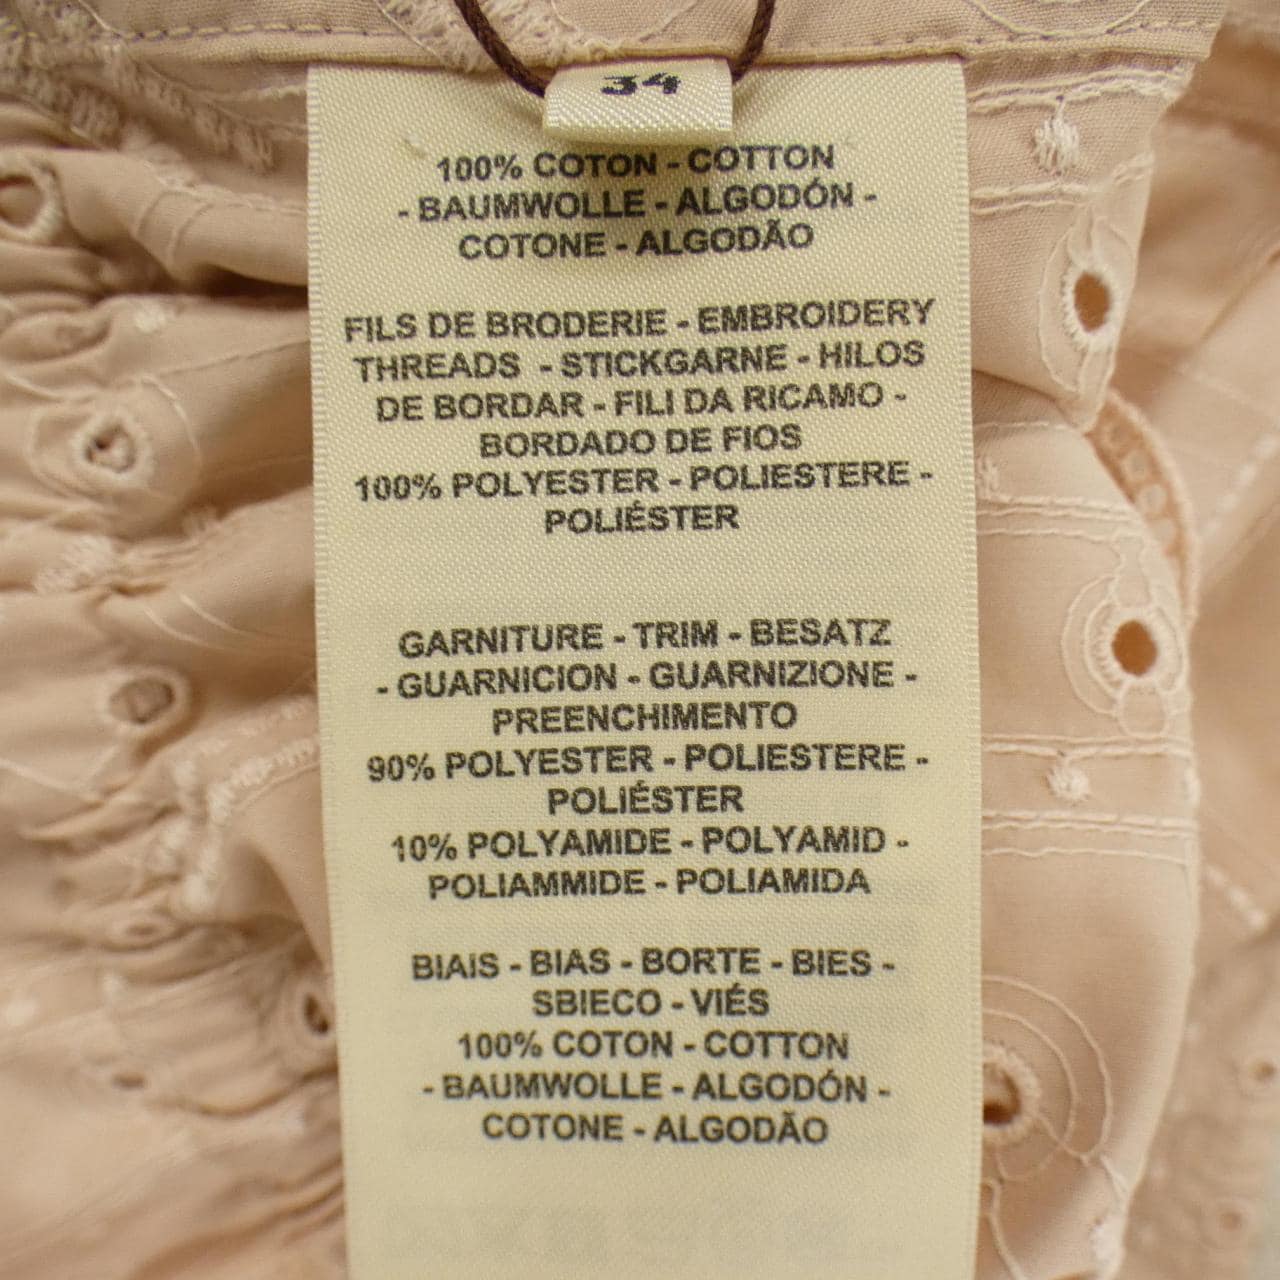 34
100% COTON - COTTON
- BAUMWOLLE - ALGODÓN -
COTONE - ALGODÃO
FILS DE BRODERIE - EMBROIDERY
THREADS - STICKGARNE - HILOS
DE BORDAR - FILI DA RICAMO -
BORDADO DE FIOS
100% POLYESTER - POLIESTERE -
POLIÉSTER
GARNITURE - TRIM - BESATZ
- GUARNICION - GUARNIZIONE -
PREENCHIMENTO
90% POLYESTER - POLIESTERE -
POLIÉSTER
10% POLYAMIDE - POLYAMID -
POLIAMMIDE - POLIAMIDA
BIAIS - BIAS - BORTE - BIES -
SBIECO - VIÉS
100% COTON - COTTON
- BAUMWOLLE - ALGODÓN -
COTONE - ALGODÃO